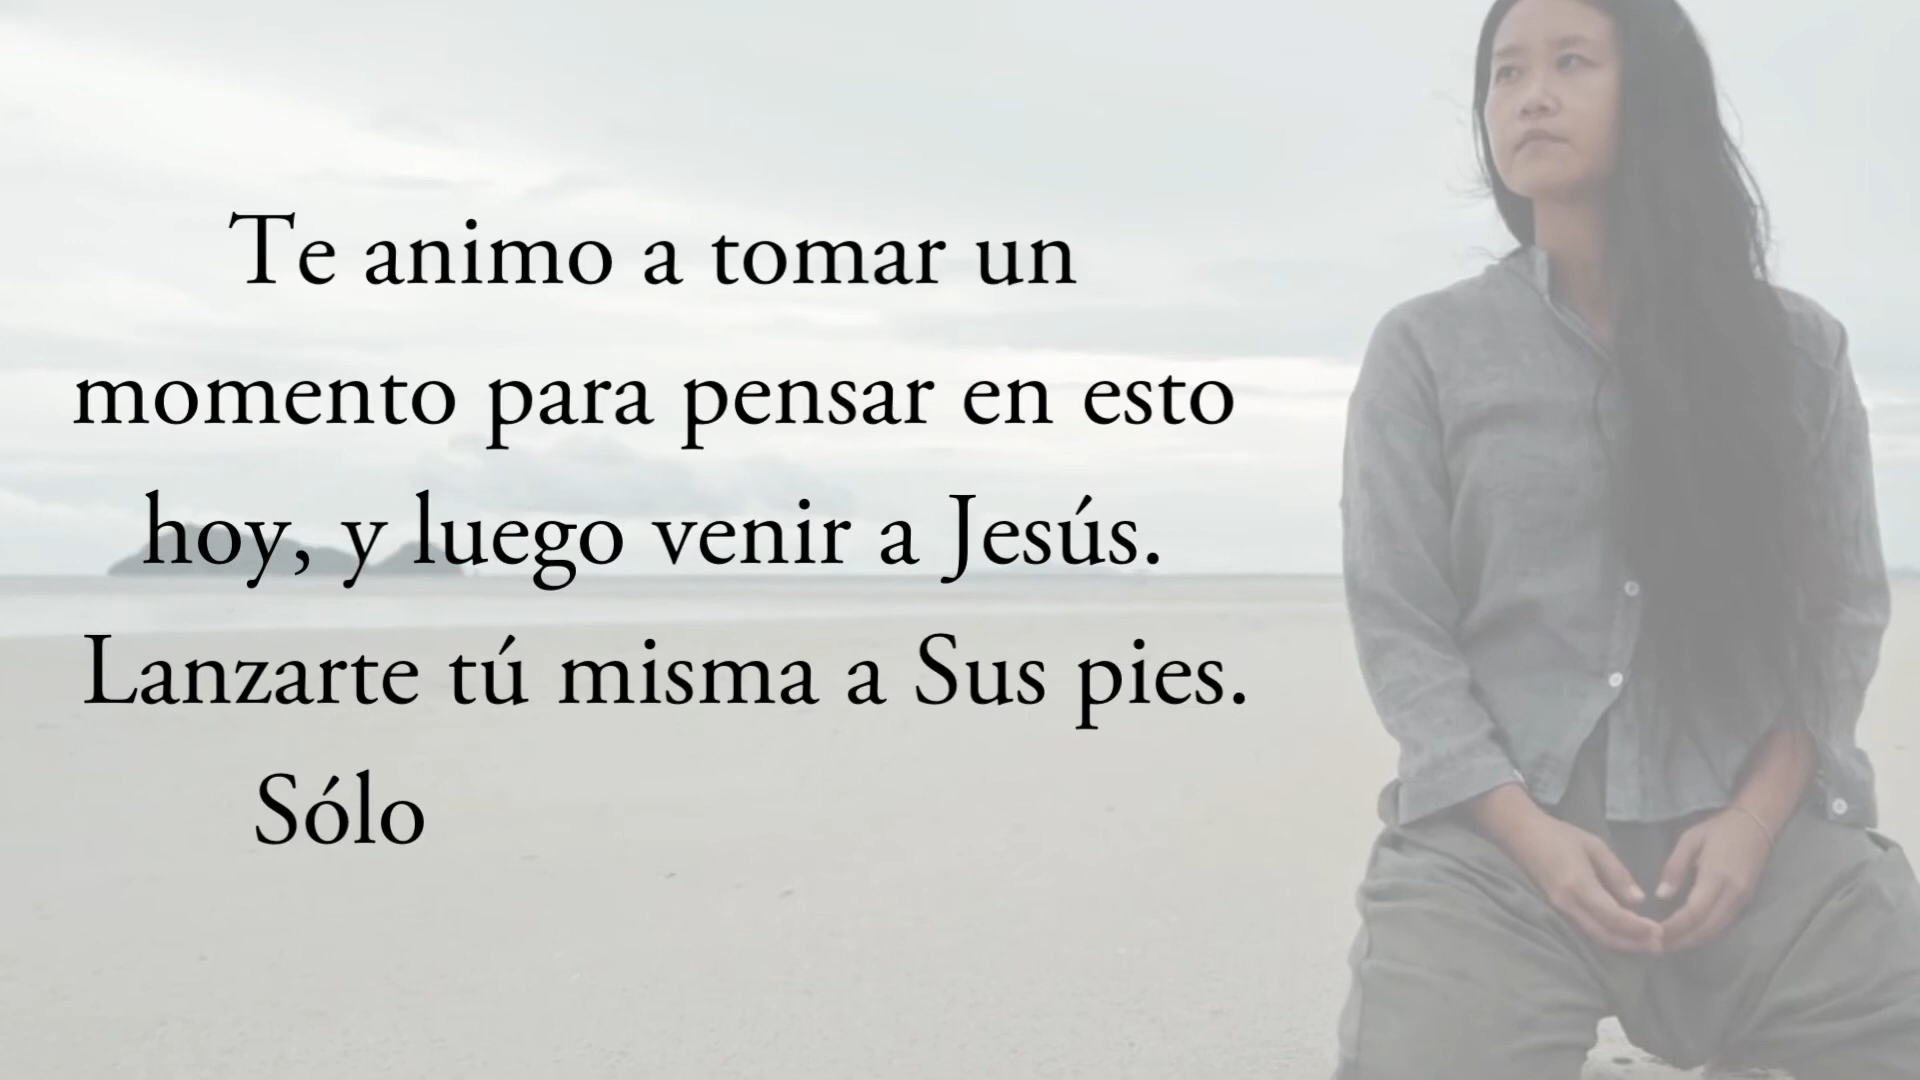 Te animo a tomar un
momento para pensar en esto
hoy, y luego venir a Jesús.
Lanzarte tú misma a Sus pies.
Sólo